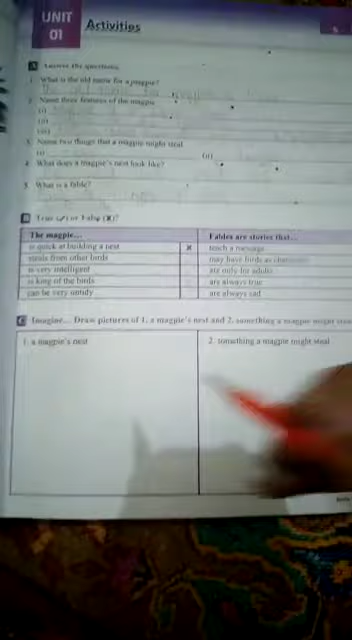 UNIT
01
Activities
5
A Answer the questions.
1. What is the old name for a magpie?
The old name for
2. Name three features of the magpie.
(i)
(ii)
(iii)
3. Name two things that a magpie might steal.
(i) (ii)
4. What does a magpie's nest look like?
5. What is a fable?
B True (✓) or False (✗)?
The magpie... Fables are stories that...
is quick at building a nest ✗ teach a message
steals from other birds may have birds as characters
is very intelligent are only for adults
is king of the birds are always true
can be very untidy are always sad
C Imagine... Draw pictures of 1. a magpie's nest and 2. something a magpie might steal
1. a magpie's nest 2. something a magpie might steal